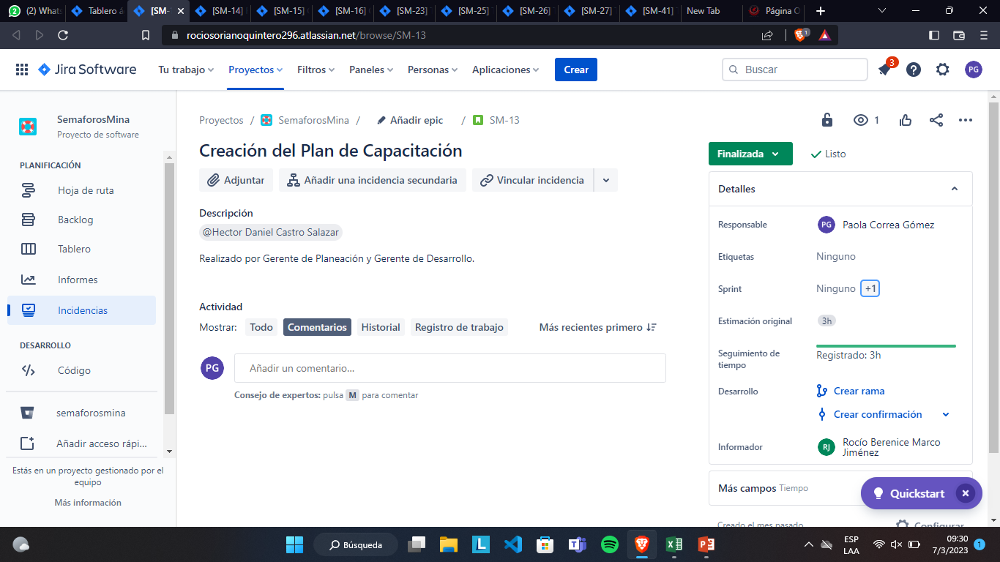 (2) Whats
Tablero á
[SM-
[SM-14]
[SM-15]
[SM-16]
[SM-23]
[SM-25]
[SM-26]
[SM-27]
[SM-41]
New Tab
Página O
rociosorianoquintero296.atlassian.net/browse/SM-13
1
Jira Software
Tu trabajo
Proyectos
Filtros
Paneles
Personas
Aplicaciones
Crear
Buscar
3
PG
SemaforosMina
Proyecto de software
PLANIFICACIÓN
Hoja de ruta
Backlog
Tablero
Informes
Incidencias
DESARROLLO
Código
semaforosmina
Añadir acceso rápi...
Estás en un proyecto gestionado por el
equipo
Más información
Proyectos / SemaforosMina / Añadir epic / SM-13
1
Creación del Plan de Capacitación
Adjuntar
Añadir una incidencia secundaria
Vincular incidencia
Descripción
@Hector Daniel Castro Salazar
Realizado por Gerente de Planeación y Gerente de Desarrollo.
Actividad
Mostrar: Todo Comentarios Historial Registro de trabajo
Más recientes primero
PG
Añadir un comentario...
Consejo de expertos: pulsa M para comentar
Finalizada
Listo
Detalles
Responsable
PG Paola Correa Gómez
Etiquetas
Ninguno
Sprint
Ninguno +1
Estimación original
3h
Seguimiento de
tiempo
Registrado: 3h
Desarrollo
Crear rama
Crear confirmación
Informador
RJ
Rocío Berenice Marco
Jiménez
Más campos Tiempo
Quickstart
Creado el mes pasado
Configurar
Búsqueda
ESP
LAA
09:30
7/3/2023
1